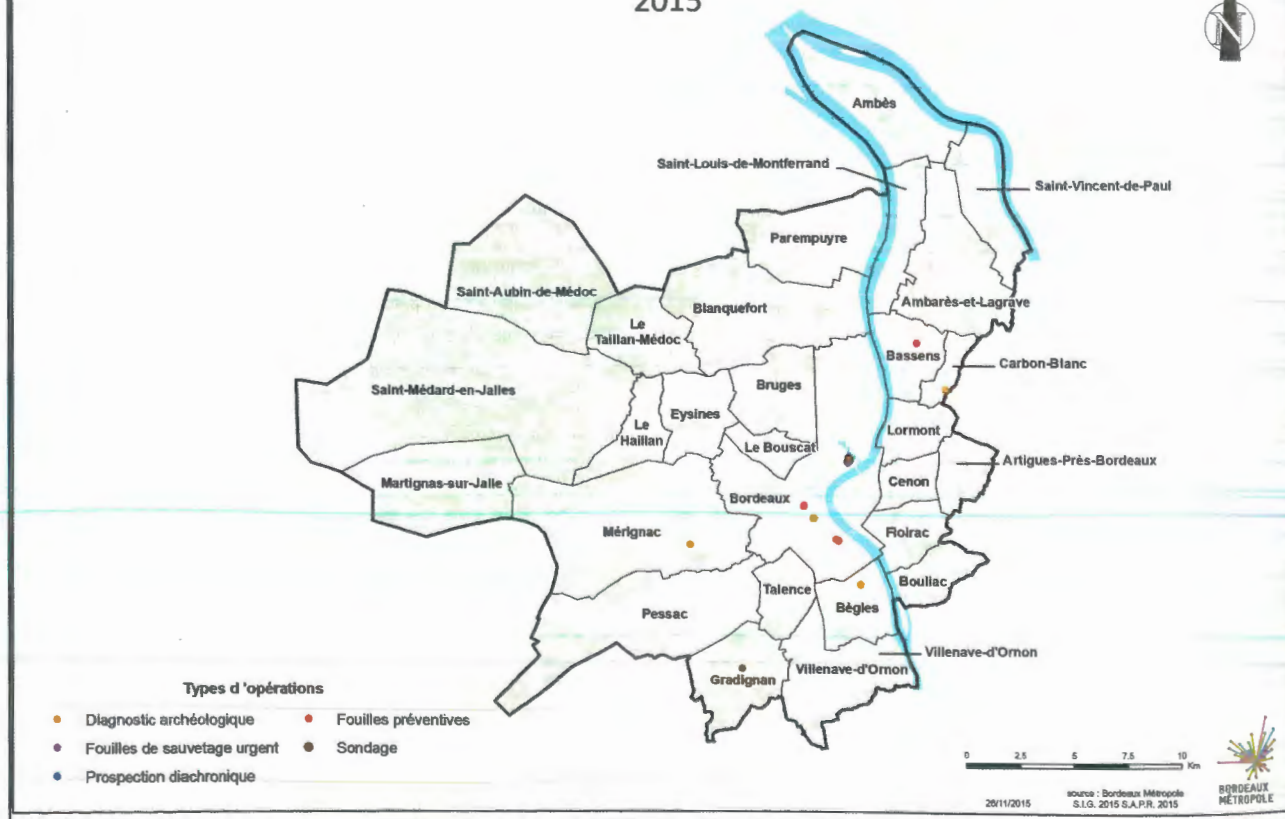 2015
N
Ambès
Saint-Louis-de-Montferrand
Saint-Vincent-de-Paul
Parempuyre
Saint-Aubin-de-Médoc
Blanquefort
Ambarès-et-Lagrave
Le
Taillan-Médoc
Bassens
Carbon-Blanc
Saint-Médard-en-Jalles
Bruges
Eysines
Le
Haillan
Lormont
Le Bouscat
Artigues-Près-Bordeaux
Martignas-sur-Jalle
Cenon
Bordeaux
Mérignac
Floirac
Bouliac
Talence
Bègles
Pessac
Villenave-d'Ornon
Villenave-d'Ornon
Gradignan
Types d 'opérations
Diagnostic archéologique
Fouilles préventives
Fouilles de sauvetage urgent
Sondage
Prospection diachronique
0 2,5 5 7,5 10
Km
26/11/2015
source : Bordeaux Métropole
S.I.G. 2015 S.A.P.R. 2015
BORDEAUX
MÉTROPOLE